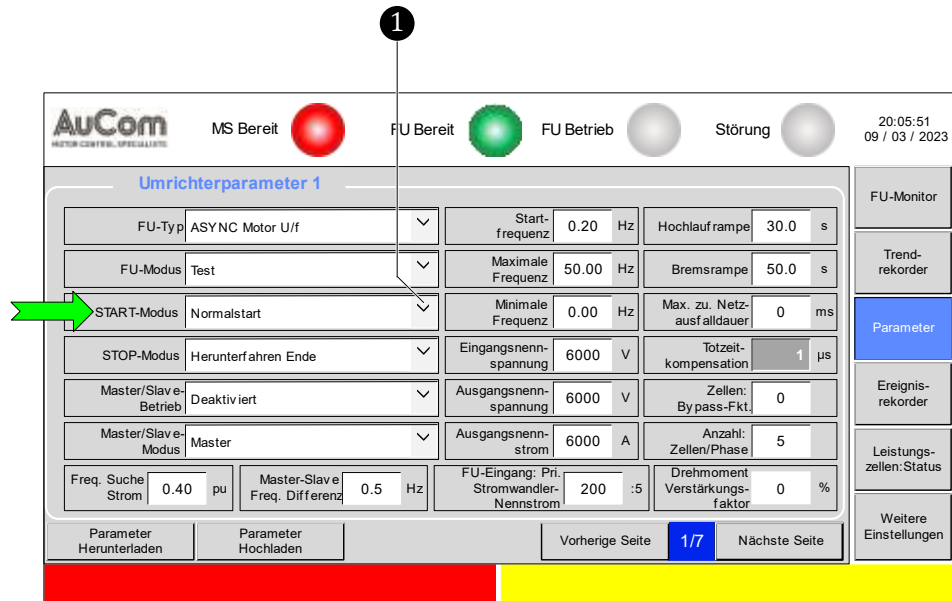 1
AuCom
MOTOR CONTROL SPECIALISTS
MS Bereit
FU Bereit
FU Betrieb
Störung
20:05:51
09 / 03 / 2023
Umrichterparameter 1
FU-Typ ASYNC Motor U/f
Start-
frequenz 0.20 Hz
Hochlauframpe 30.0 s
FU-Modus Test
Maximale
Frequenz 50.00 Hz
Bremsrampe 50.0 s
START-Modus Normalstart
Minimale
Frequenz 0.00 Hz
Max. zu. Netz-
ausfalldauer 0 ms
STOP-Modus Herunterfahren Ende
Eingangsnenn-
spannung 6000 V
Totzeit-
kompensation 1 µs
Master/Slave-
Betrieb Deaktiviert
Ausgangsnenn-
spannung 6000 V
Zellen:
Bypass-Fkt. 0
Master/Slave-
Modus Master
Ausgangsnenn-
strom 6000 A
Anzahl:
Zellen/Phase 5
Freq. Suche
Strom 0.40 pu
Master-Slave
Freq. Differenz 0.5 Hz
FU-Eingang: Pri.
Stromwandler-
Nennstrom 200 :5
Drehmoment
Verstärkungs-
faktor 0 %
Parameter
Herunterladen
Parameter
Hochladen
Vorherige Seite
1/7
Nächste Seite
FU-Monitor
Trend-
rekorder
Parameter
Ereignis-
rekorder
Leistungs-
zellen:Status
Weitere
Einstellungen